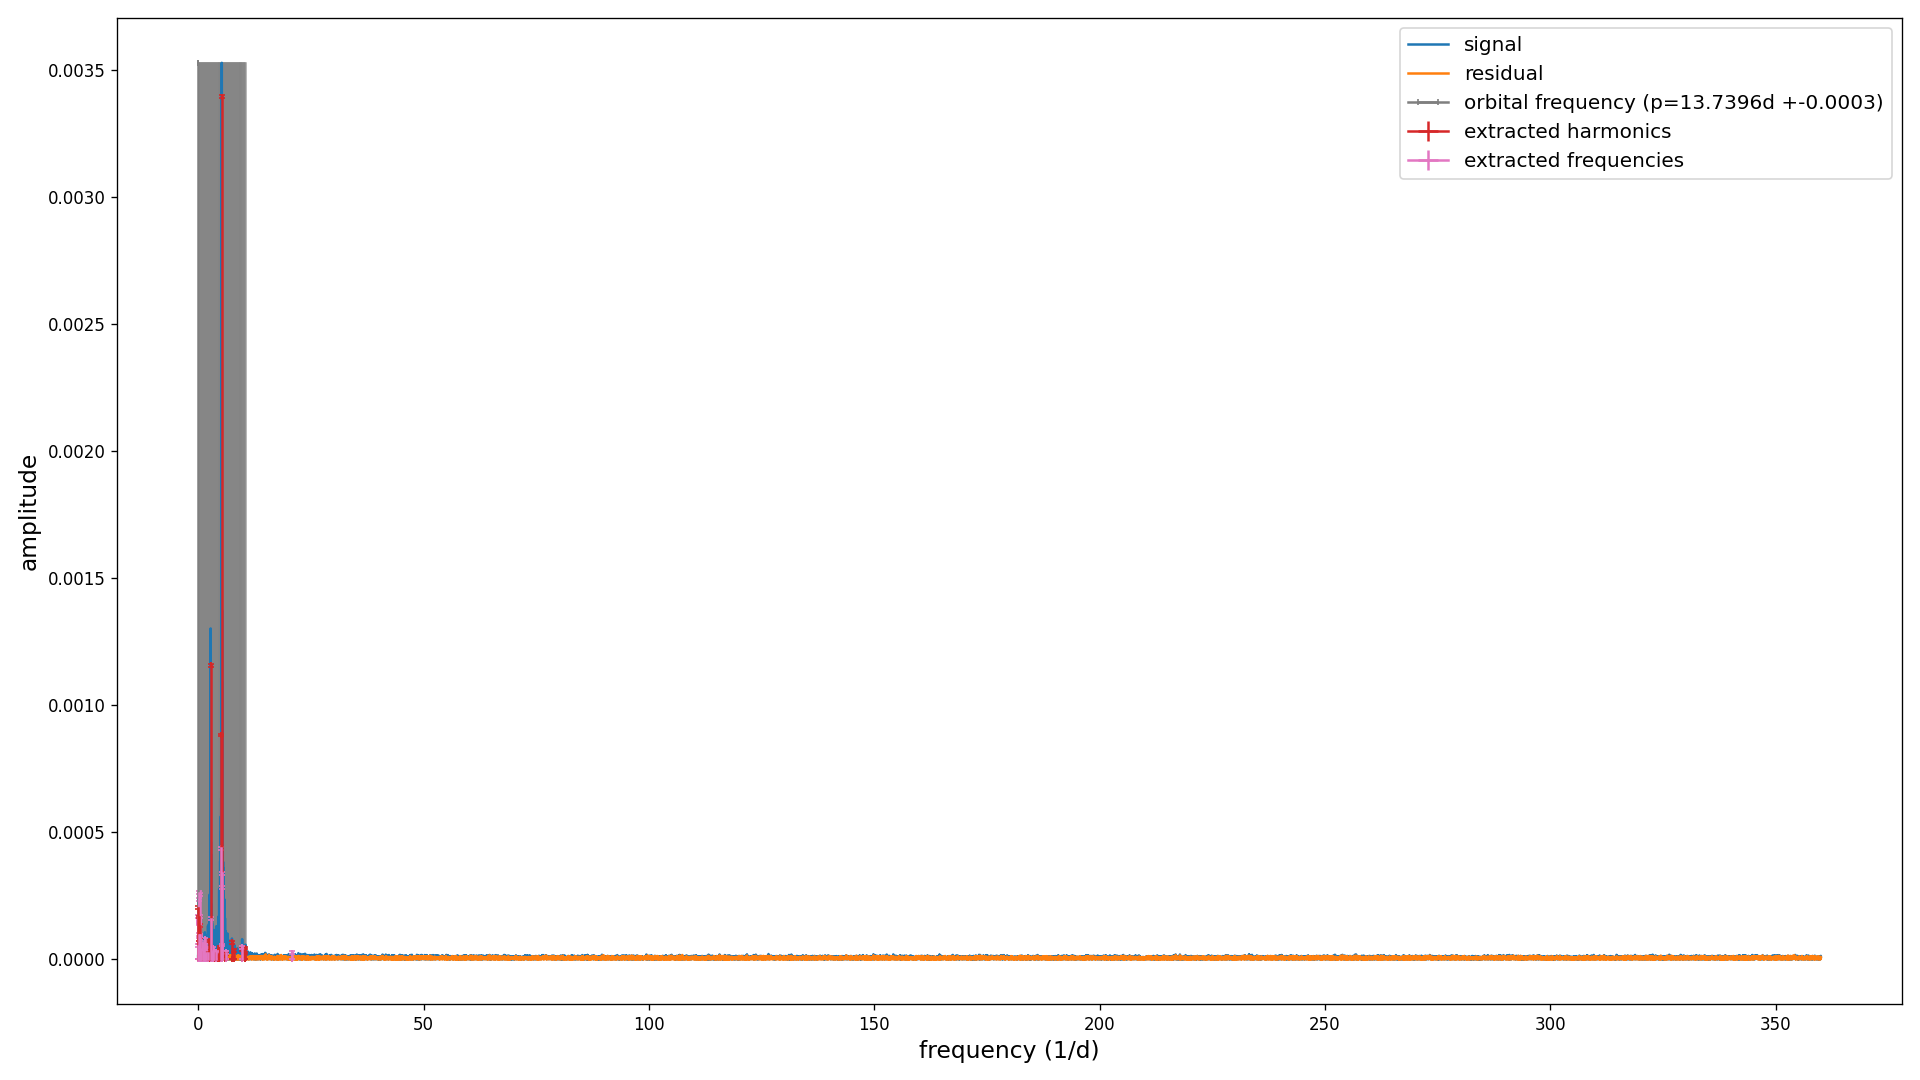 signal
residual
orbital frequency (p=13.7396d +-0.0003)
extracted harmonics
extracted frequencies
0.0035
0.0030
0.0025
0.0020
0.0015
0.0010
0.0005
0.0000
amplitude
0 50 100 150 200 250 300 350
frequency (1/d)